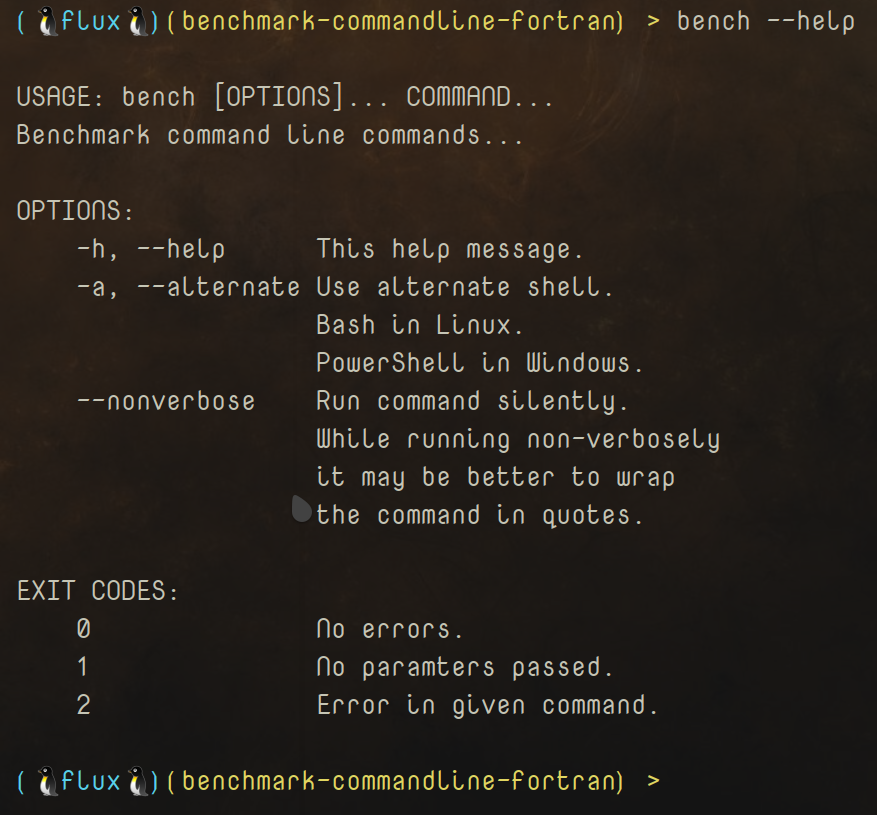 (🐧flux🐧)(benchmark-commandline-fortran) > bench --help
USAGE: bench [OPTIONS]... COMMAND...
Benchmark command line commands...
OPTIONS:
-h, --help This help message.
-a, --alternate Use alternate shell.
Bash in Linux.
PowerShell in Windows.
--nonverbose Run command silently.
While running non-verbosely
it may be better to wrap
the command in quotes.
EXIT CODES:
0 No errors.
1 No paramters passed.
2 Error in given command.
(🐧flux🐧)(benchmark-commandline-fortran) >